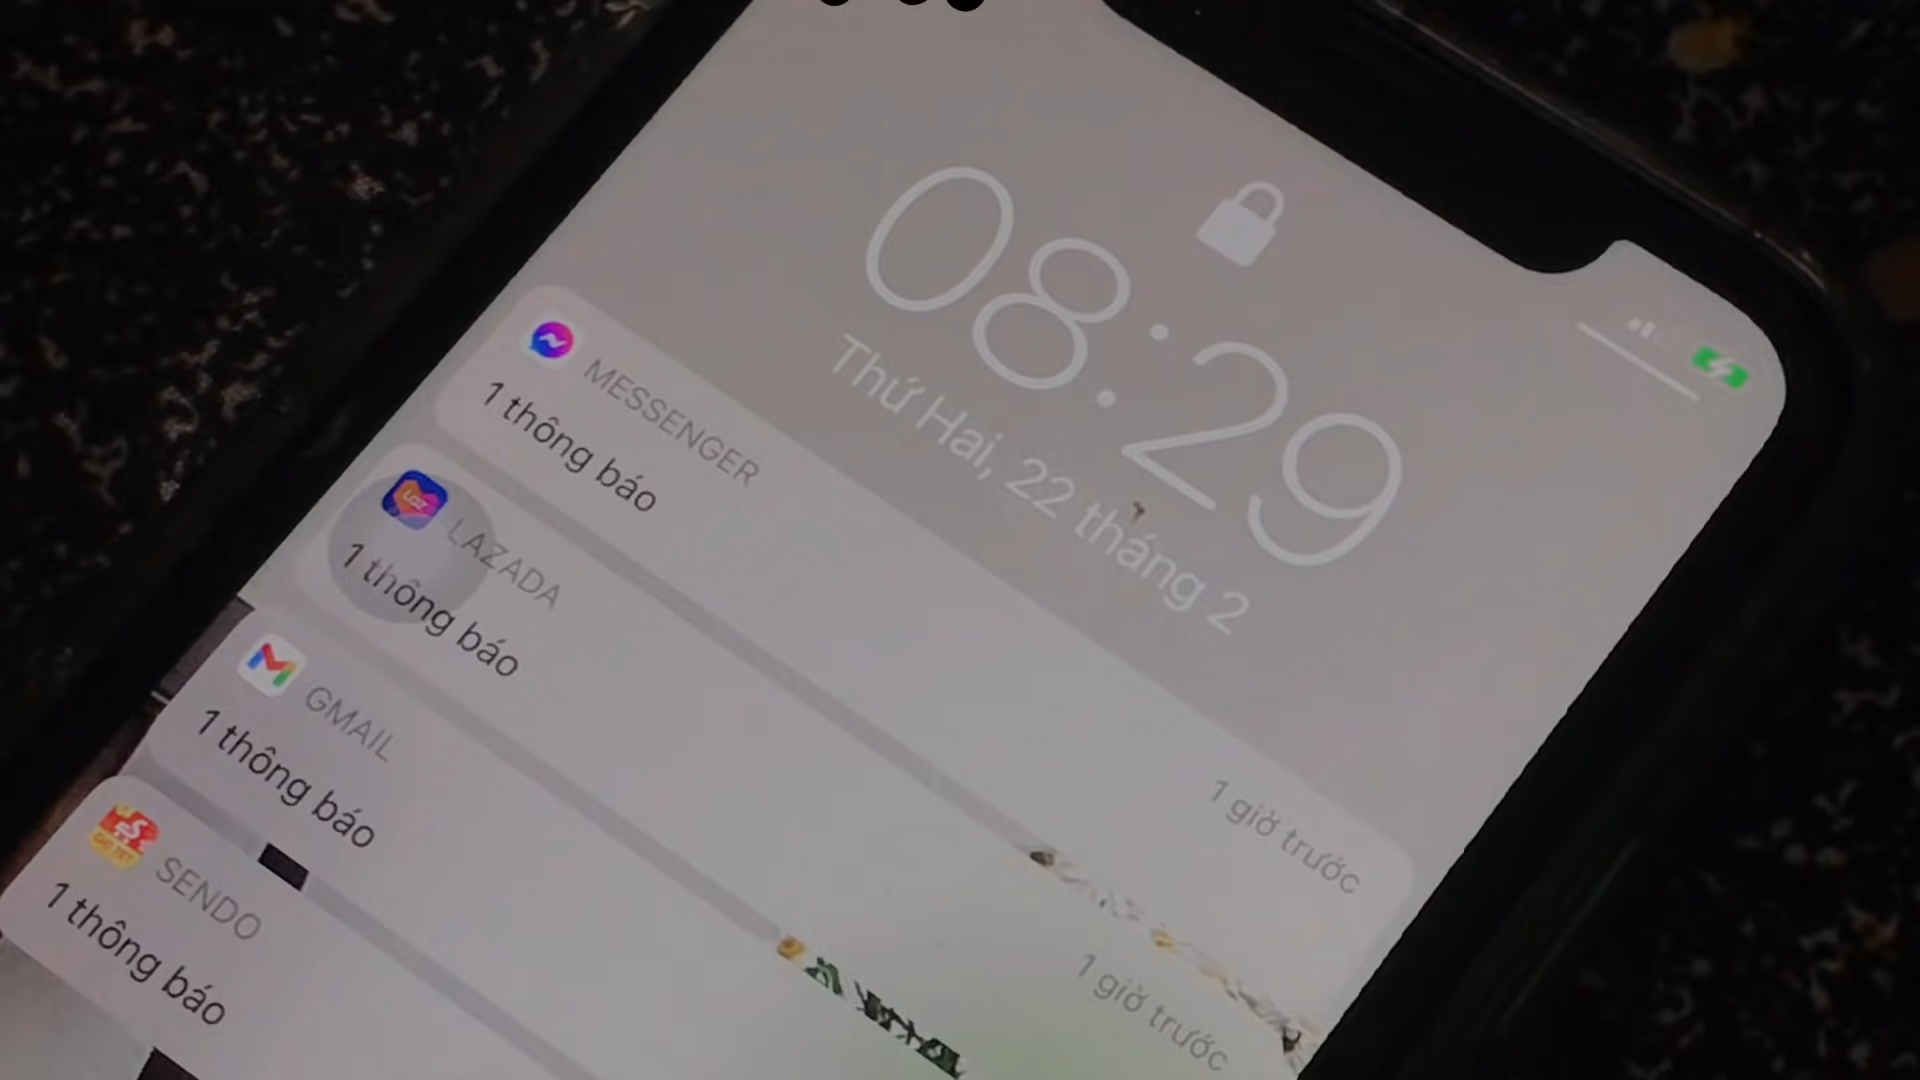 08:29
Thứ Hai, 22 tháng 2
MESSENGER
1 thông báo
1 giờ trước
LAZADA
1 thông báo
1 giờ trước
GMAIL
1 thông báo
SENDO
1 thông báo